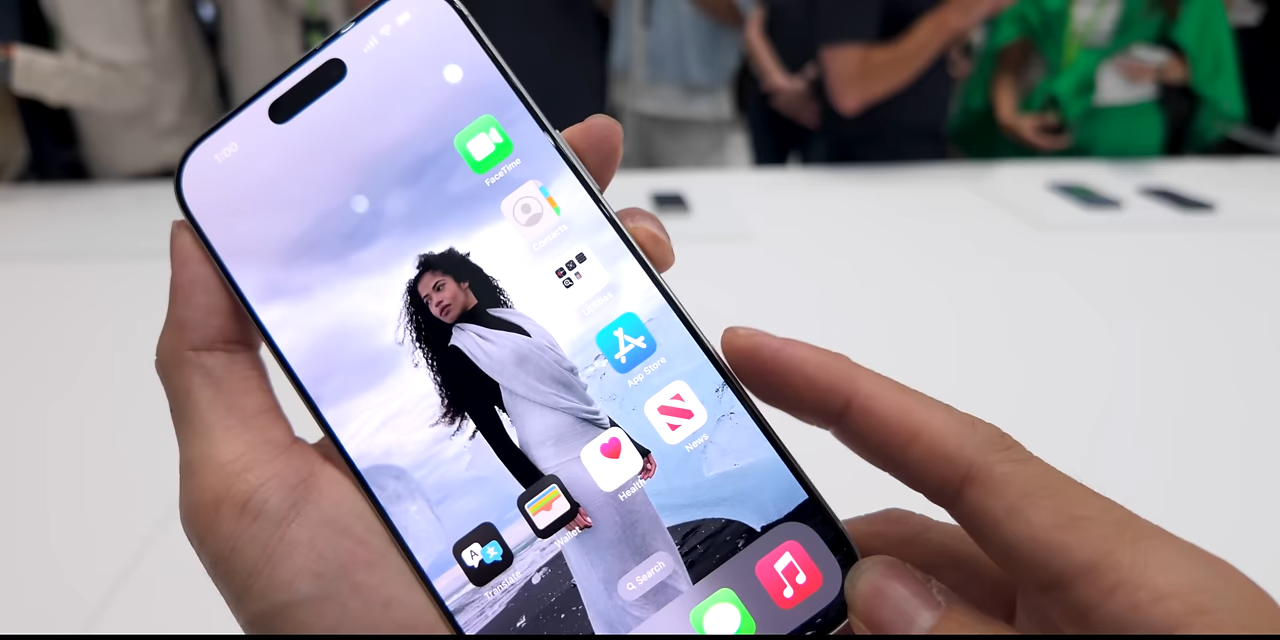 1:00
FaceTime
Contacts
Utilities
App Store
News
Health
Wallet
Translate
Search